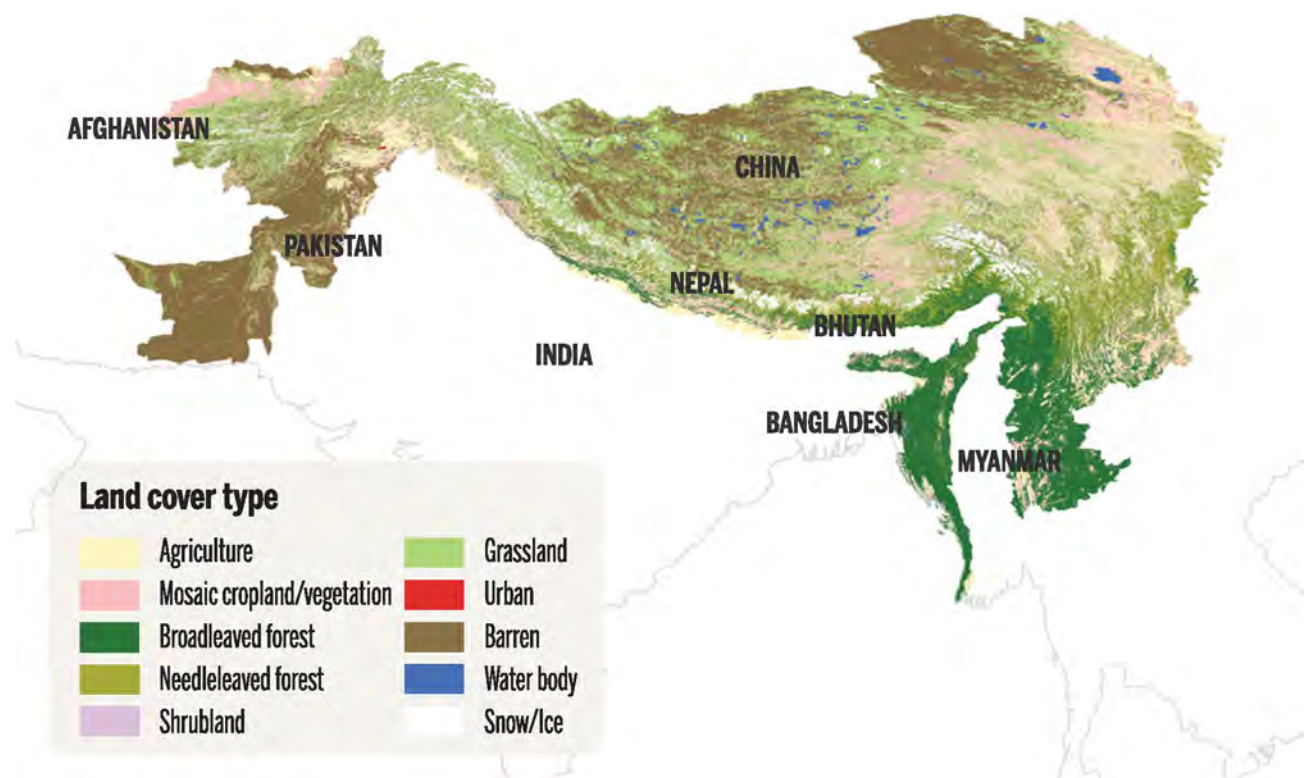 AFGHANISTAN
CHINA
PAKISTAN
NEPAL
BHUTAN
INDIA
BANGLADESH
MYANMAR
Land cover type
Agriculture
Mosaic cropland/vegetation
Broadleaved forest
Needleleaved forest
Shrubland
Grassland
Urban
Barren
Water body
Snow/Ice